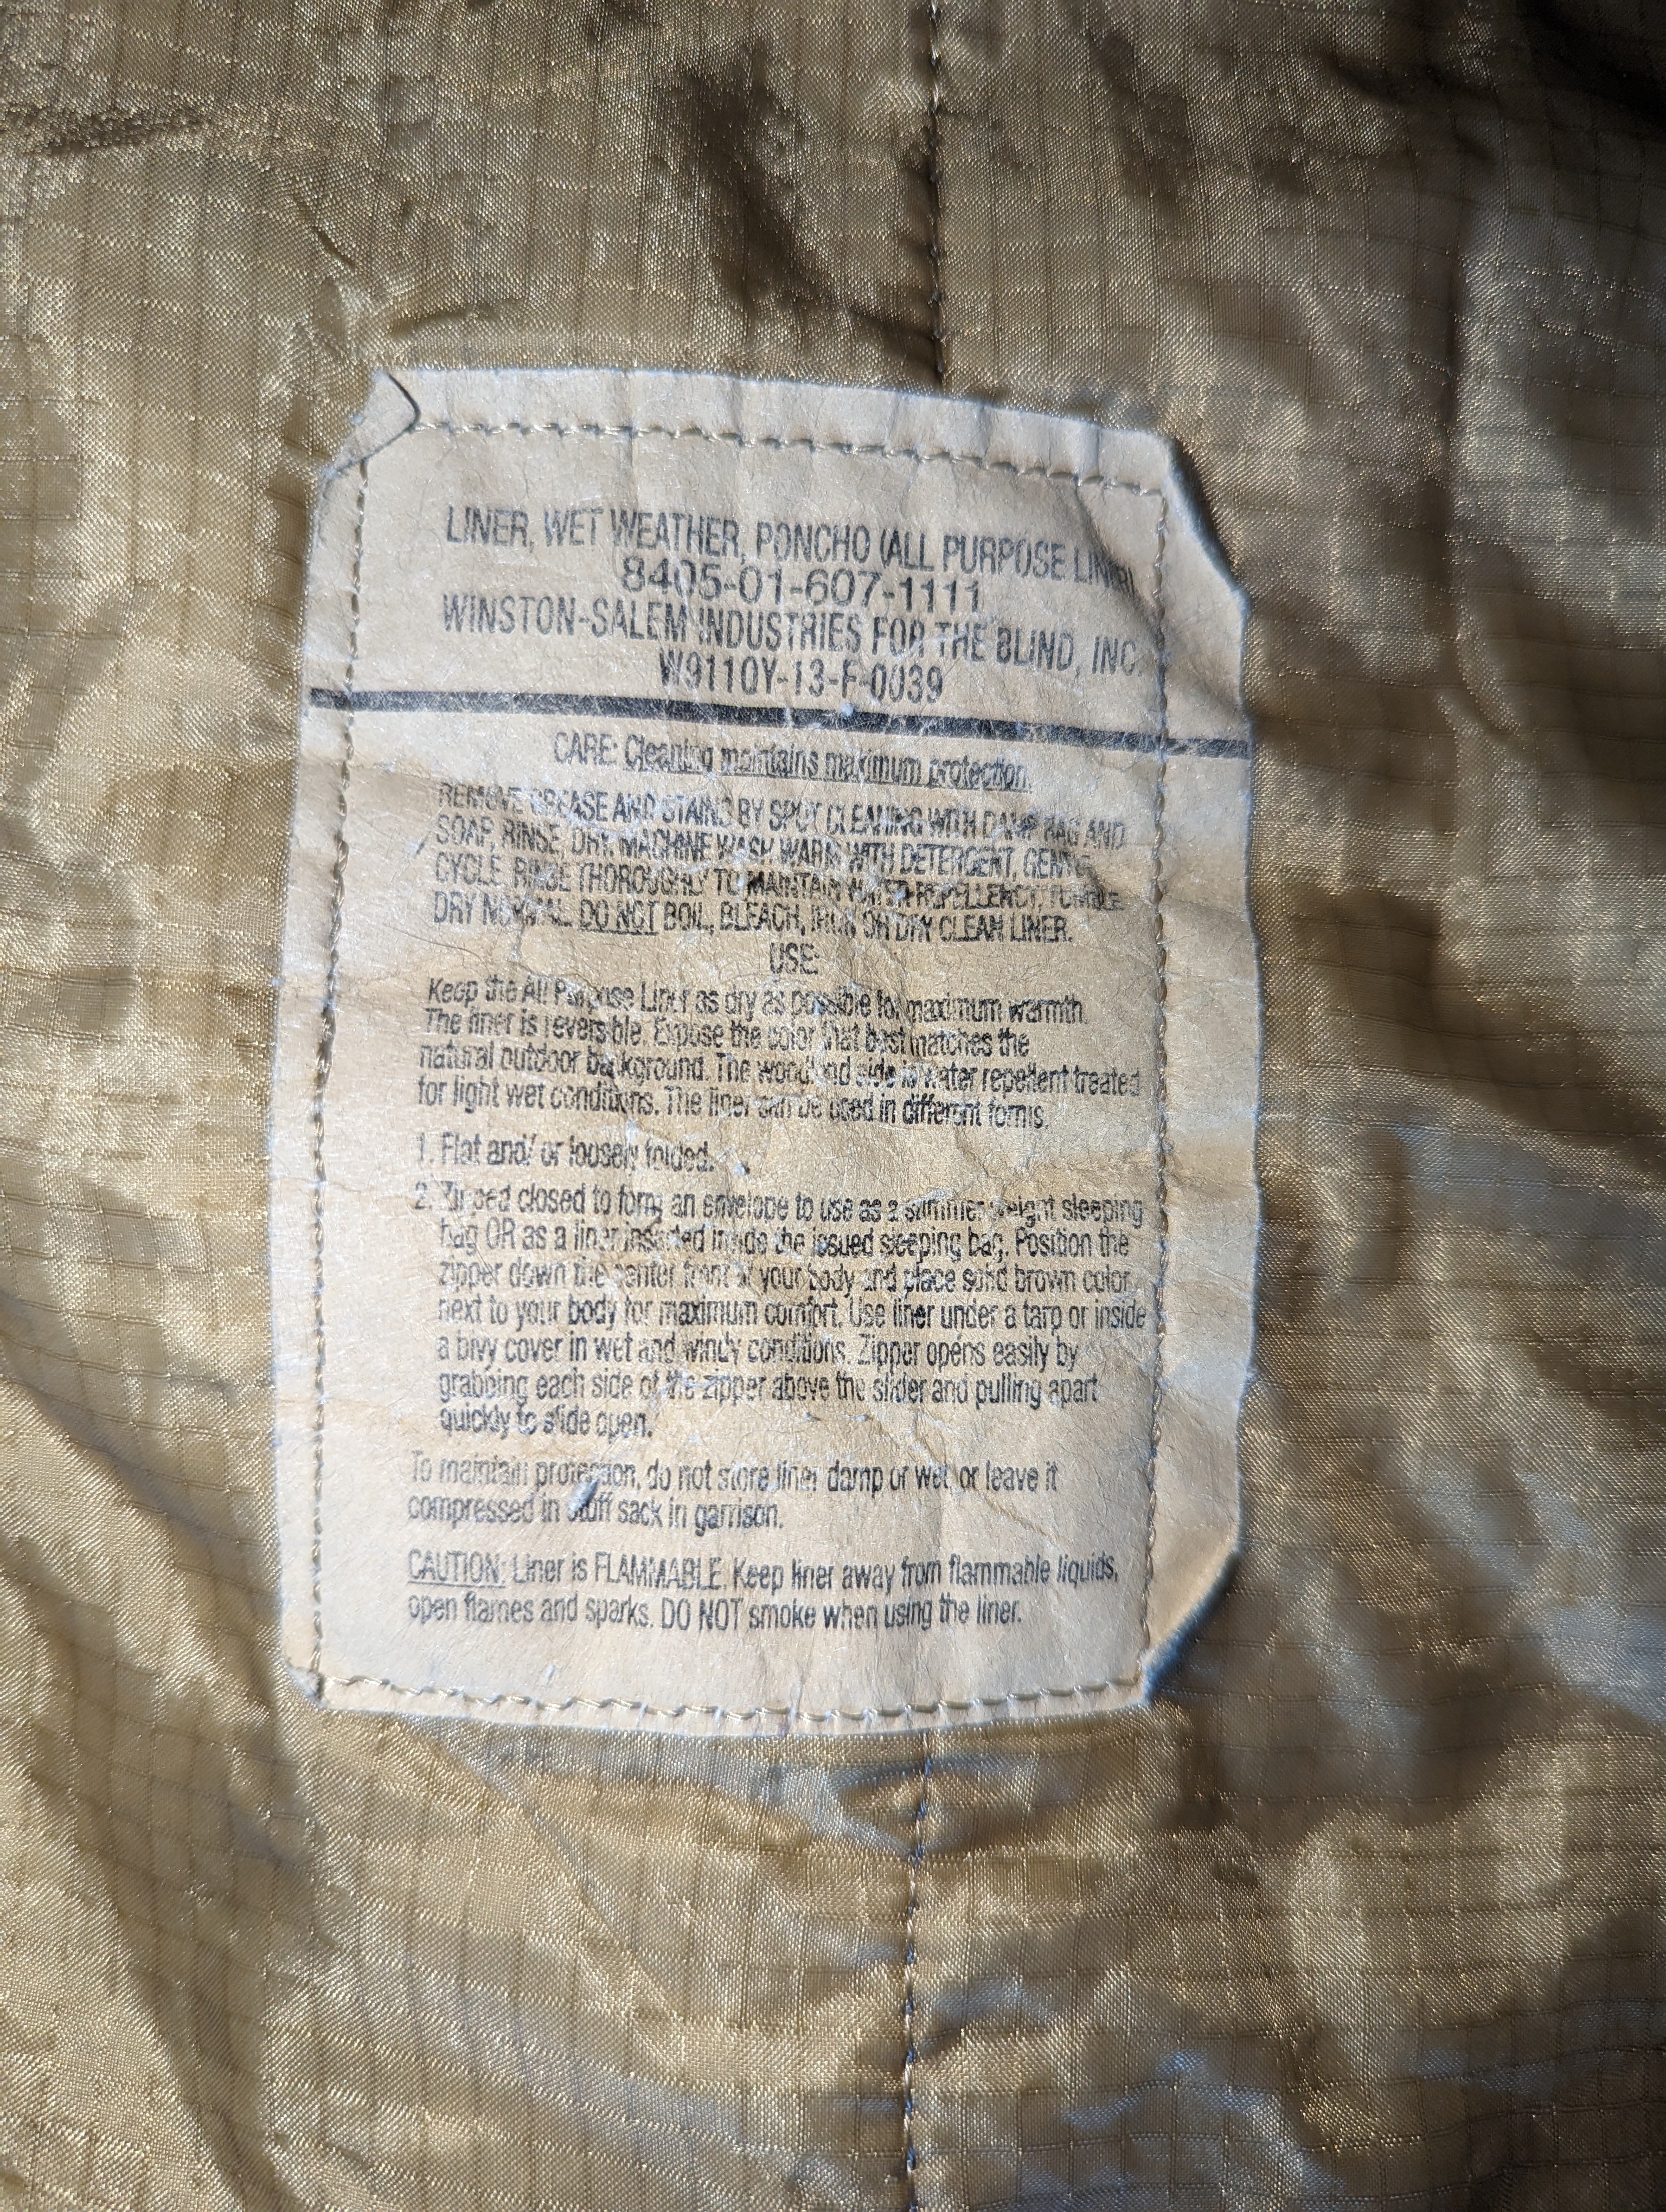 LINER, WET WEATHER, PONCHO (ALL PURPOSE LINER)
8405-01-607-1111
WINSTON-SALEM INDUSTRIES FOR THE BLIND, INC.
W9110Y-13-F-0039
CARE: Cleaning maintains maximum protection.
REMOVE GREASE AND STAINS BY SPOT CLEANING WITH DAMP RAG AND
SOAP, RINSE, DRY. MACHINE WASH WARM WITH DETERGENT, GENTLE
CYCLE. RINSE THOROUGHLY TO MAINTAIN WATER REPELLENCY, TUMBLE
DRY NORMAL. DO NOT BOIL, BLEACH, IRON OR DRY CLEAN LINER.
USE:
Keep the All Purpose Liner as dry as possible for maximum warmth.
The liner is reversible. Expose the color that best matches the
natural outdoor background. The woodland side is water repellent treated
for light wet conditions. The liner can be used in different forms.
1. Flat and/ or loosely folded.
2. Zipped closed to form an envelope to use as a summer weight sleeping
bag OR as a liner inserted inside the issued sleeping bag. Position the
zipper down the center front of your body and place solid brown color
next to your body for maximum comfort. Use liner under a tarp or inside
a bivy cover in wet and windy conditions. Zipper opens easily by
grabbing each side of the zipper above the slider and pulling apart
quickly to slide open.
To maintain protection, do not store liner damp or wet, or leave it
compressed in stuff sack in garrison.
CAUTION: Liner is FLAMMABLE. Keep liner away from flammable liquids,
open flames and sparks. DO NOT smoke when using the liner.